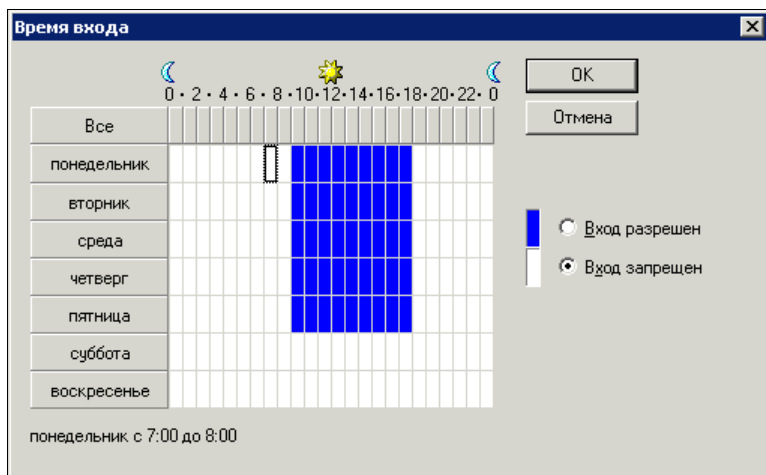 Время входа
0 · 2 · 4 · 6 · 8 ·10·12·14·16·18·20·22· 0
OK
Отмена
Все
понедельник
вторник
среда
четверг
пятница
суббота
воскресенье
Вход разрешен
Вход запрещен
понедельник с 7:00 до 8:00